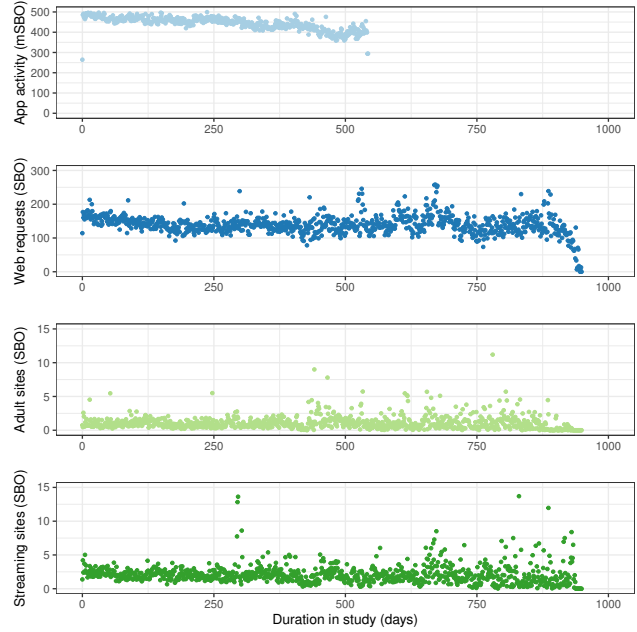 App activity (mSBO)
500
400
300
200
100
0
0 250 500 750 1000
Web requests (SBO)
300
200
100
0
0 250 500 750 1000
Adult sites (SBO)
15
10
5
0
0 250 500 750 1000
Streaming sites (SBO)
15
10
5
0
0 250 500 750 1000
Duration in study (days)